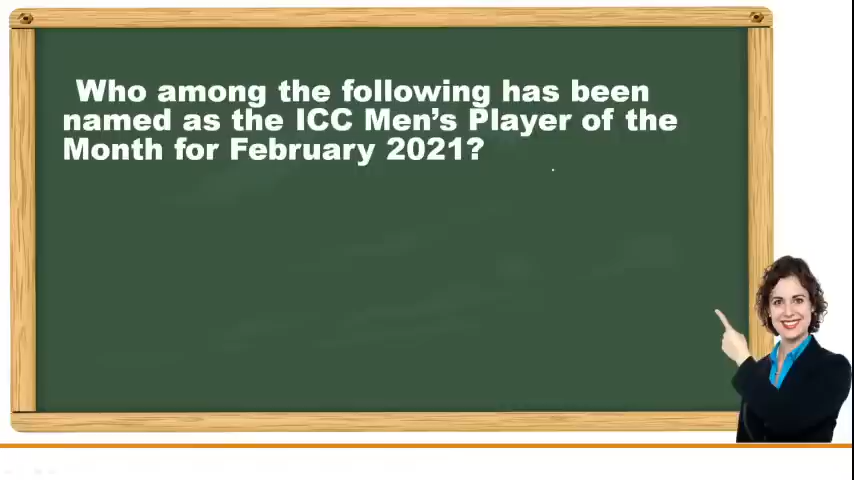 Who among the following has been
named as the ICC Men’s Player of the
Month for February 2021?